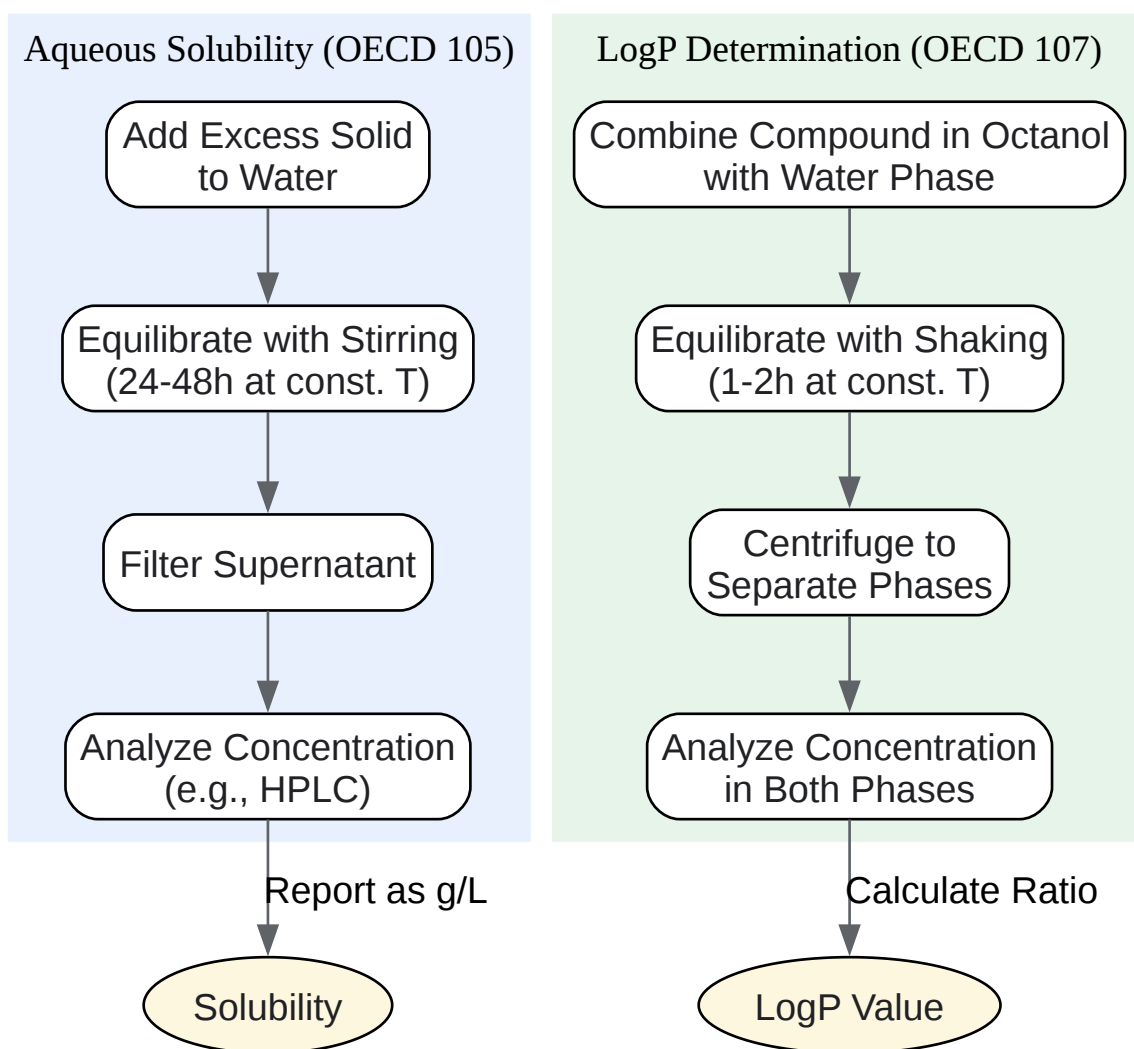 Aqueous Solubility (OECD 105)
Add Excess Solid
to Water
Equilibrate with Stirring
(24-48h at const. T)
Filter Supernatant
Analyze Concentration
(e.g., HPLC)
Report as g/L
Solubility
LogP Determination (OECD 107)
Combine Compound in Octanol
with Water Phase
Equilibrate with Shaking
(1-2h at const. T)
Centrifuge to
Separate Phases
Analyze Concentration
in Both Phases
Calculate Ratio
LogP Value